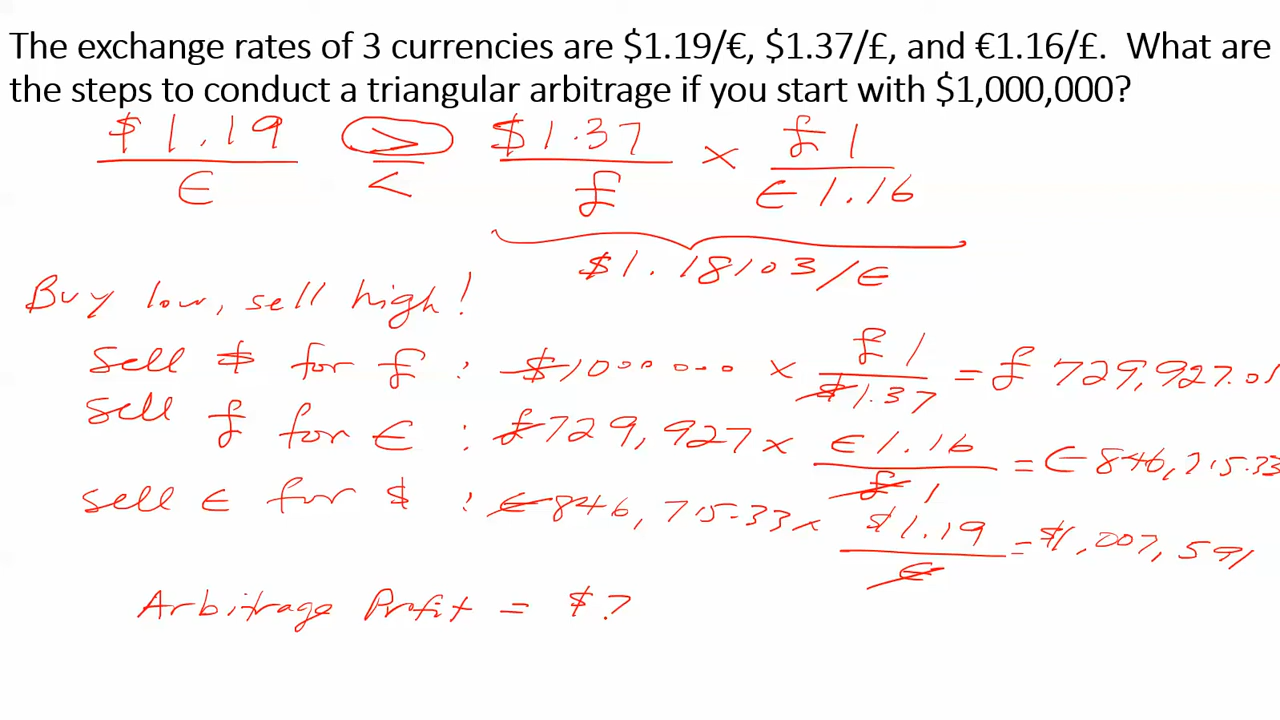 The exchange rates of 3 currencies are $1.19/€, $1.37/£, and €1.16/£. What are
the steps to conduct a triangular arbitrage if you start with $1,000,000?
$1.19 > $1.37 × £1
€ < £ €1.16
$1.18103/€
Buy low, sell high!
Sell $ for £ : $1000000 × £1 / $1.37 = £729,927.01
Sell £ for € : £729,927 × €1.16 / £1 = €846,715.33
Sell € for $ : €846,715.33 × $1.19 / € = $1,007,591
Arbitrage Profit = $7